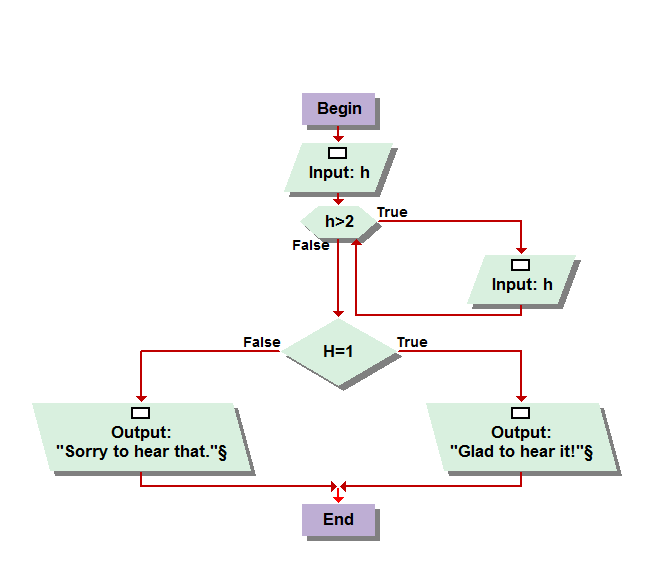 Begin
Input: h
h>2
True
False
Input: h
False
H=1
True
Output:
"Sorry to hear that."§
Output:
"Glad to hear it!"§
End